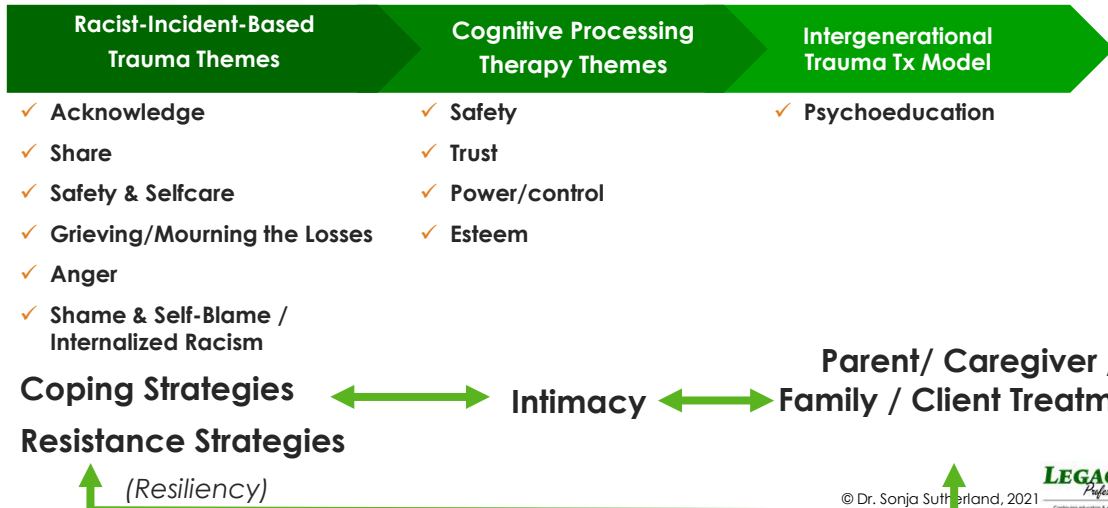 Racist-Incident-Based
Trauma Themes
Cognitive Processing
Therapy Themes
Intergenerational
Trauma Tx Model
✓ Acknowledge
✓ Share
✓ Safety & Selfcare
✓ Grieving/Mourning the Losses
✓ Anger
✓ Shame & Self-Blame /
Internalized Racism
✓ Safety
✓ Trust
✓ Power/control
✓ Esteem
✓ Psychoeducation
Coping Strategies
Resistance Strategies
(Resiliency)
Intimacy
Parent/ Caregiver /
Family / Client Treatm
© Dr. Sonja Sutherland, 2021